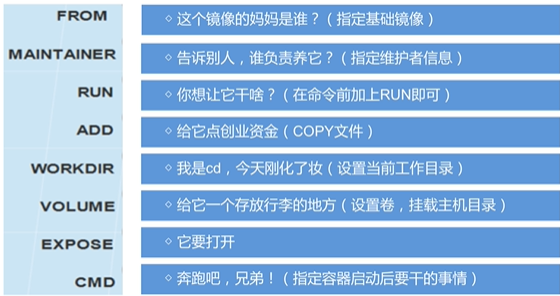 FROM ◇ 这个镜像的妈妈是谁？（指定基础镜像）
MAINTAINER ◇ 告诉别人，谁负责养它？（指定维护者信息）
RUN ◇ 你想让它干啥？（在命令前加上RUN即可）
ADD ◇ 给它点创业资金（COPY文件）
WORKDIR ◇ 我是cd，今天刚化了妆（设置当前工作目录）
VOLUME ◇ 给它一个存放行李的地方（设置卷，挂载主机目录）
EXPOSE ◇ 它要打开
CMD ◇ 奔跑吧，兄弟！（指定容器启动后要干的事情）